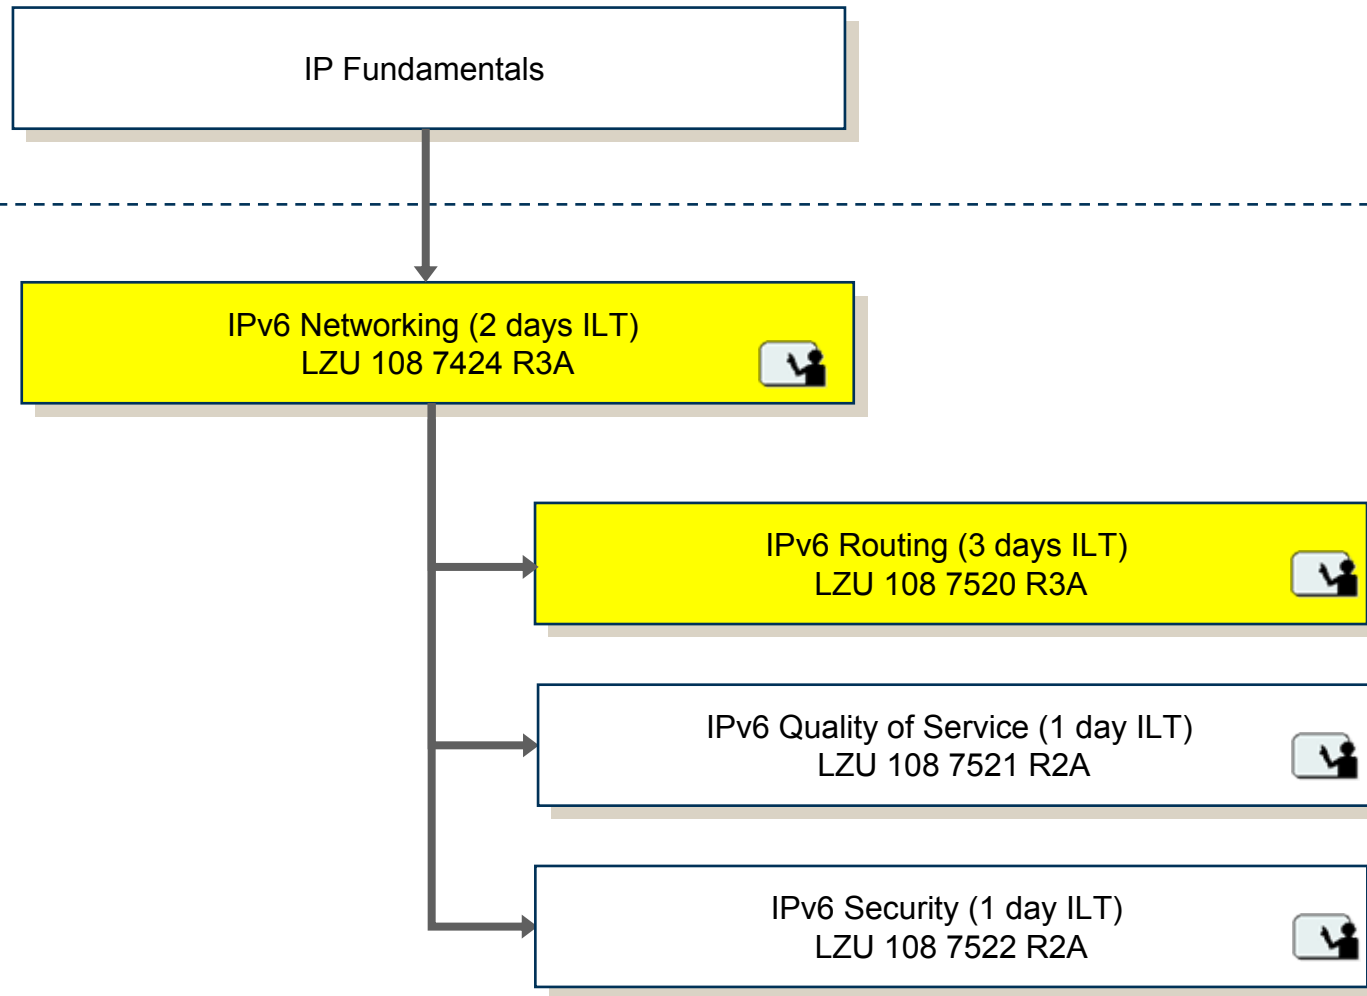 IP Fundamentals
IPv6 Networking (2 days ILT)
LZU 108 7424 R3A
IPv6 Routing (3 days ILT)
LZU 108 7520 R3A
IPv6 Quality of Service (1 day ILT)
LZU 108 7521 R2A
IPv6 Security (1 day ILT)
LZU 108 7522 R2A